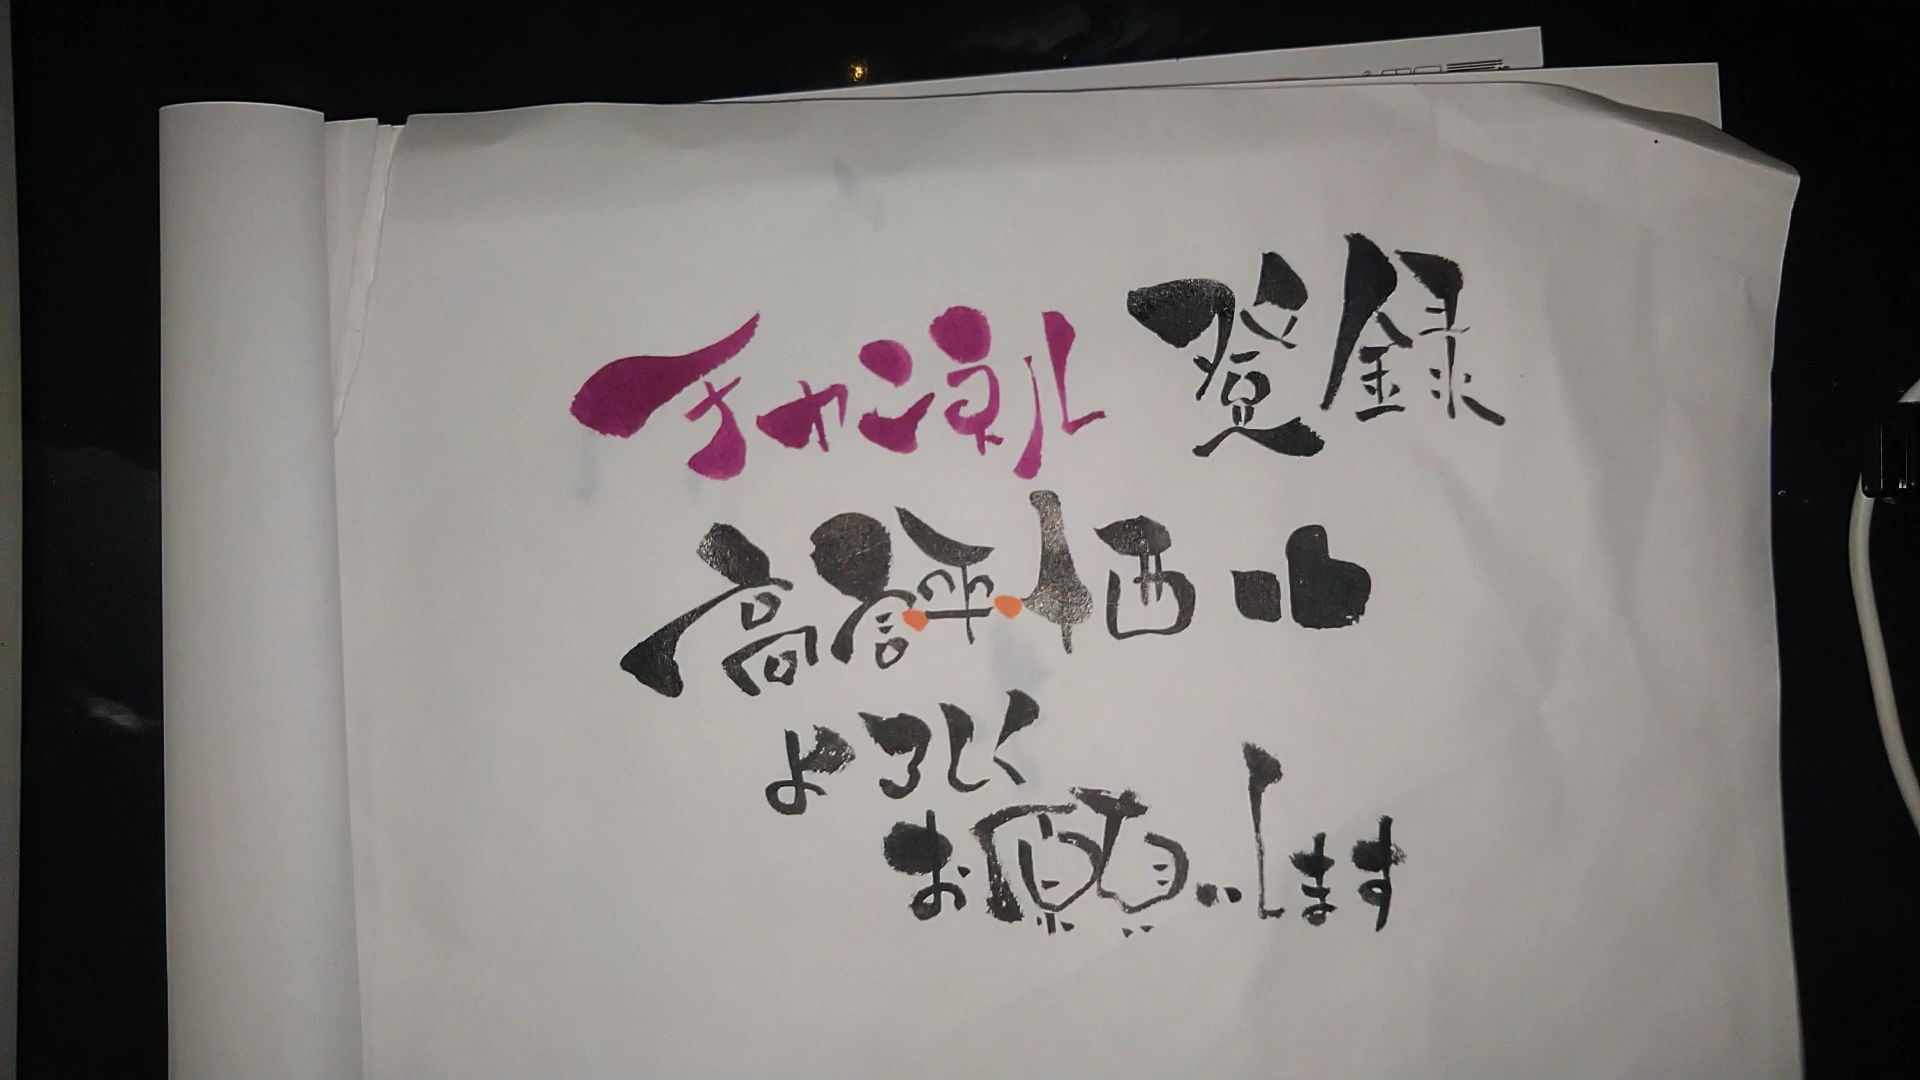 チャンネル登録
高評価
よろしく
お願いします